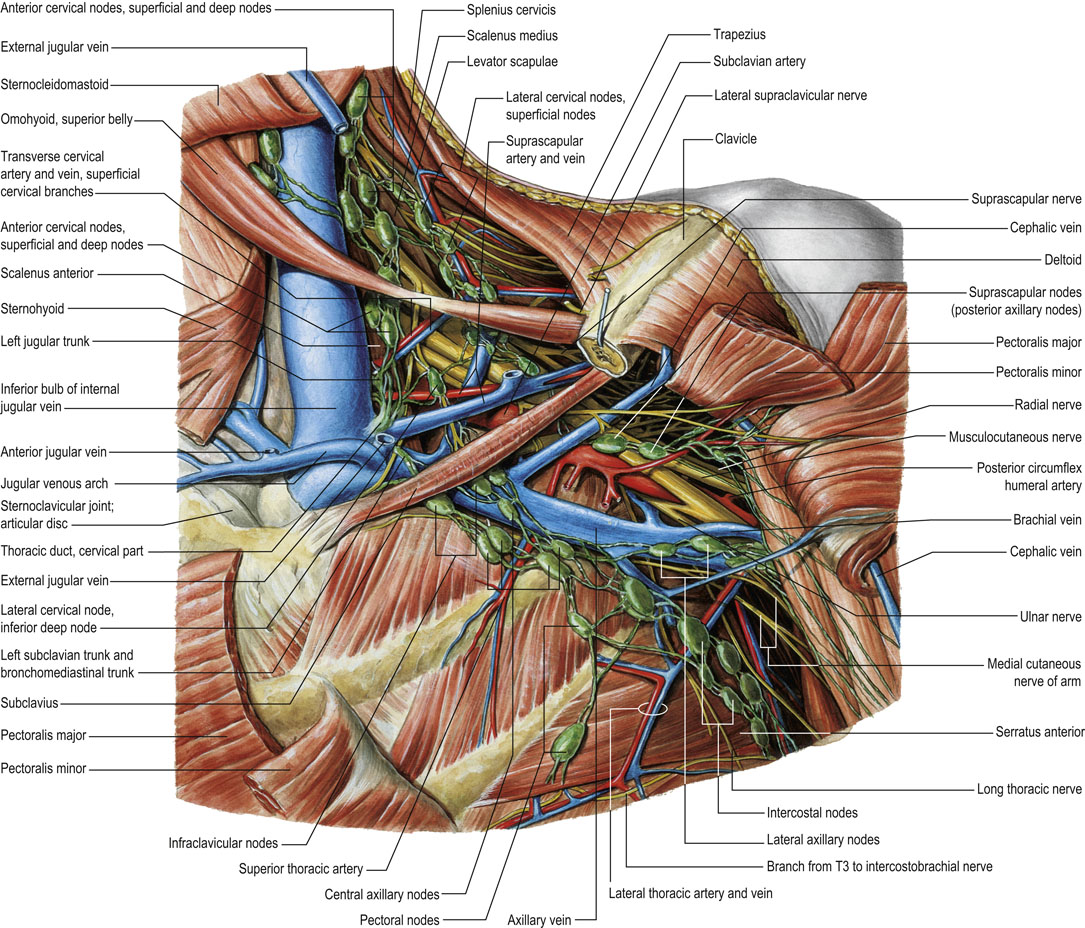 Anterior cervical nodes, superficial and deep nodes
External jugular vein
Sternocleidomastoid
Omohyoid, superior belly
Transverse cervical
artery and vein, superficial
cervical branches
Anterior cervical nodes,
superficial and deep nodes
Scalenus anterior
Sternohyoid
Left jugular trunk
Inferior bulb of internal
jugular vein
Anterior jugular vein
Jugular venous arch
Sternoclavicular joint;
articular disc
Thoracic duct, cervical part
External jugular vein
Lateral cervical node,
inferior deep node
Left subclavian trunk and
bronchomediastinal trunk
Subclavius
Pectoralis major
Pectoralis minor
Infraclavicular nodes
Superior thoracic artery
Central axillary nodes
Pectoral nodes
Axillary vein
Splenius cervicis
Scalenus medius
Levator scapulae
Lateral cervical nodes,
superficial nodes
Suprascapular
artery and vein
Trapezius
Subclavian artery
Lateral supraclavicular nerve
Clavicle
Suprascapular nerve
Cephalic vein
Deltoid
Suprascapular nodes
(posterior axillary nodes)
Pectoralis major
Pectoralis minor
Radial nerve
Musculocutaneous nerve
Posterior circumflex
humeral artery
Brachial vein
Cephalic vein
Ulnar nerve
Medial cutaneous
nerve of arm
Serratus anterior
Long thoracic nerve
Intercostal nodes
Lateral axillary nodes
Branch from T3 to intercostobrachial nerve
Lateral thoracic artery and vein